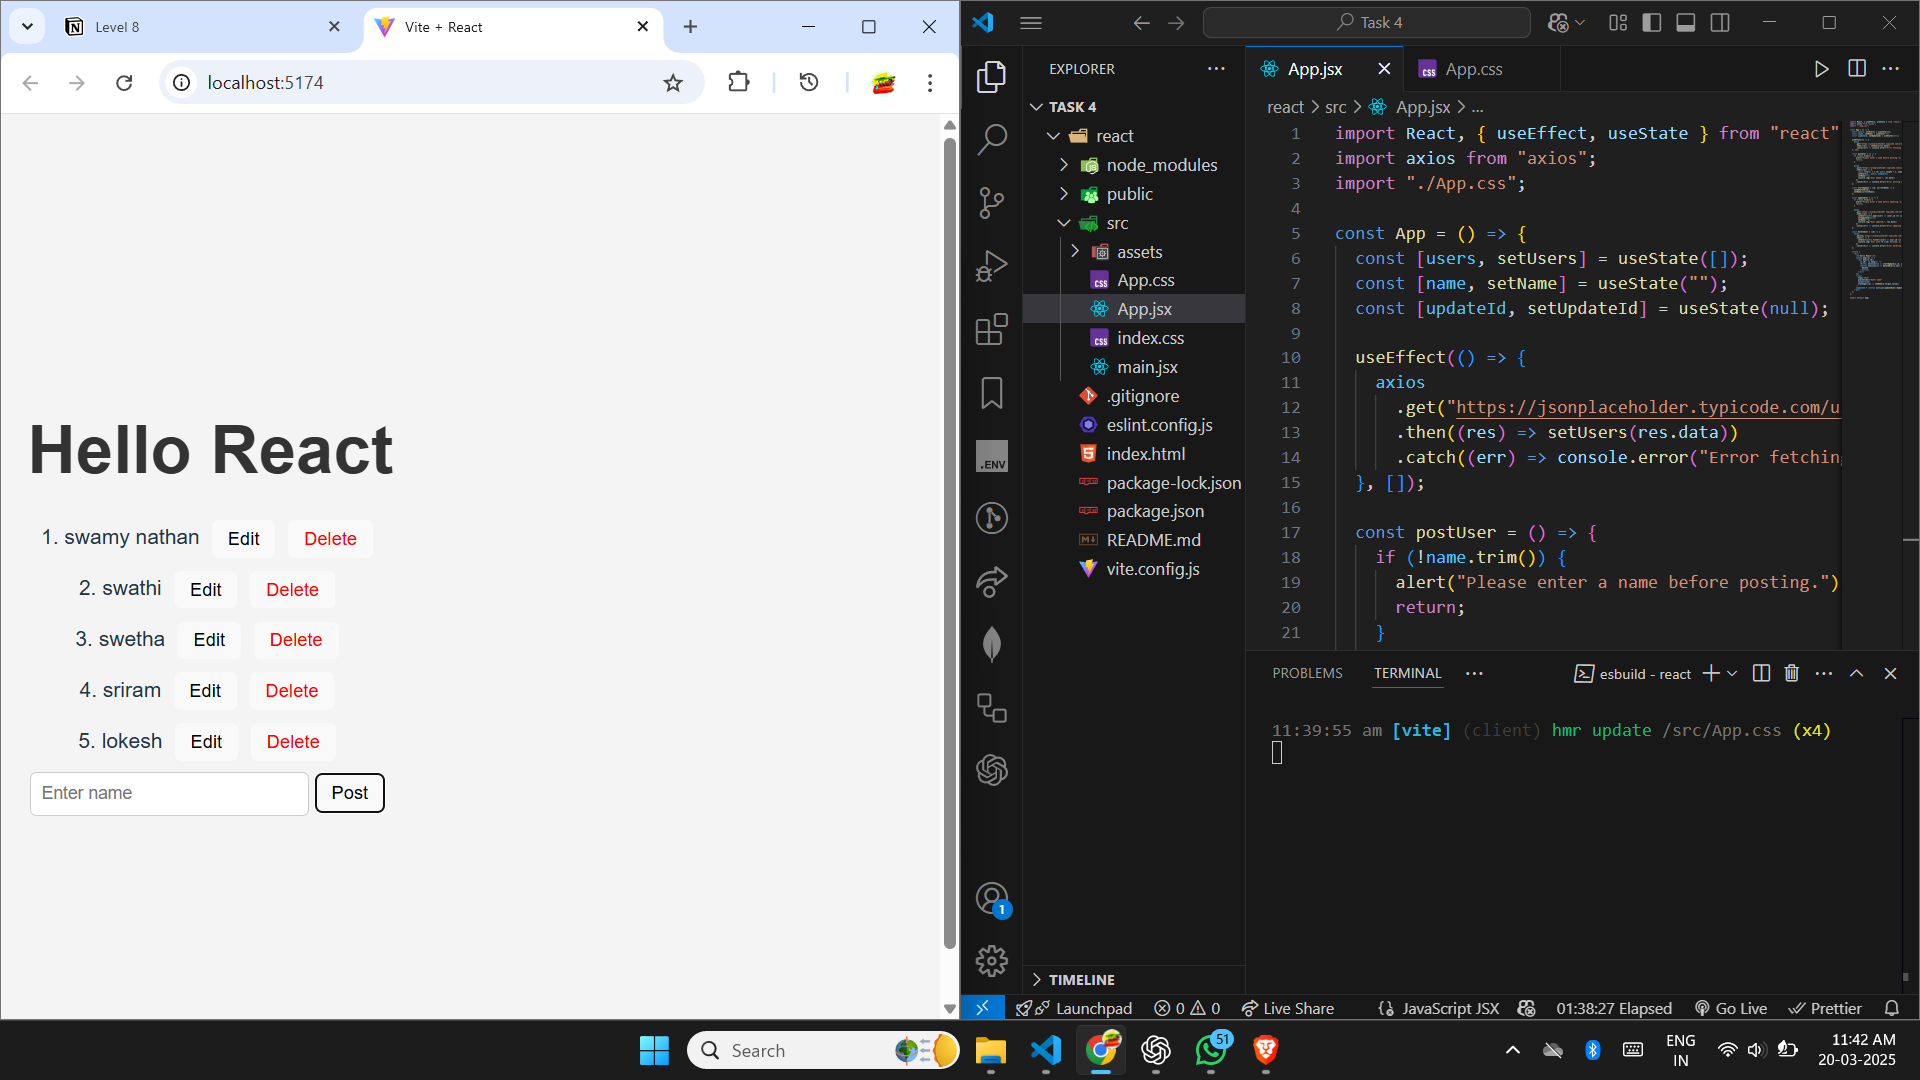 Level 8
Vite + React
localhost:5174
Hello React
1. swamy nathan Edit Delete
2. swathi Edit Delete
3. swetha Edit Delete
4. sriram Edit Delete
5. lokesh Edit Delete
Enter name Post
Task 4
EXPLORER
TASK 4
react
node_modules
public
src
assets
App.css
App.jsx
index.css
main.jsx
.gitignore
eslint.config.js
index.html
package-lock.json
package.json
README.md
vite.config.js
.ENV
1
TIMELINE
App.jsx
App.css
react > src > App.jsx > ...
1 import React, { useEffect, useState } from "react"
2 import axios from "axios";
3 import "./App.css";
4
5 const App = () => {
6 const [users, setUsers] = useState([]);
7 const [name, setName] = useState("");
8 const [updateId, setUpdateId] = useState(null);
9
10 useEffect(() => {
11 axios
12 .get("https://jsonplaceholder.typicode.com/u
13 .then((res) => setUsers(res.data))
14 .catch((err) => console.error("Error fetching
15 }, []);
16
17 const postUser = () => {
18 if (!name.trim()) {
19 alert("Please enter a name before posting.")
20 return;
21 }
PROBLEMS TERMINAL esbuild - react
11:39:55 am [vite] (client) hmr update /src/App.css (x4)
Launchpad 0 0 Live Share JavaScript JSX 01:38:27 Elapsed Go Live Prettier
Search
51
ENG
IN
11:42 AM
20-03-2025